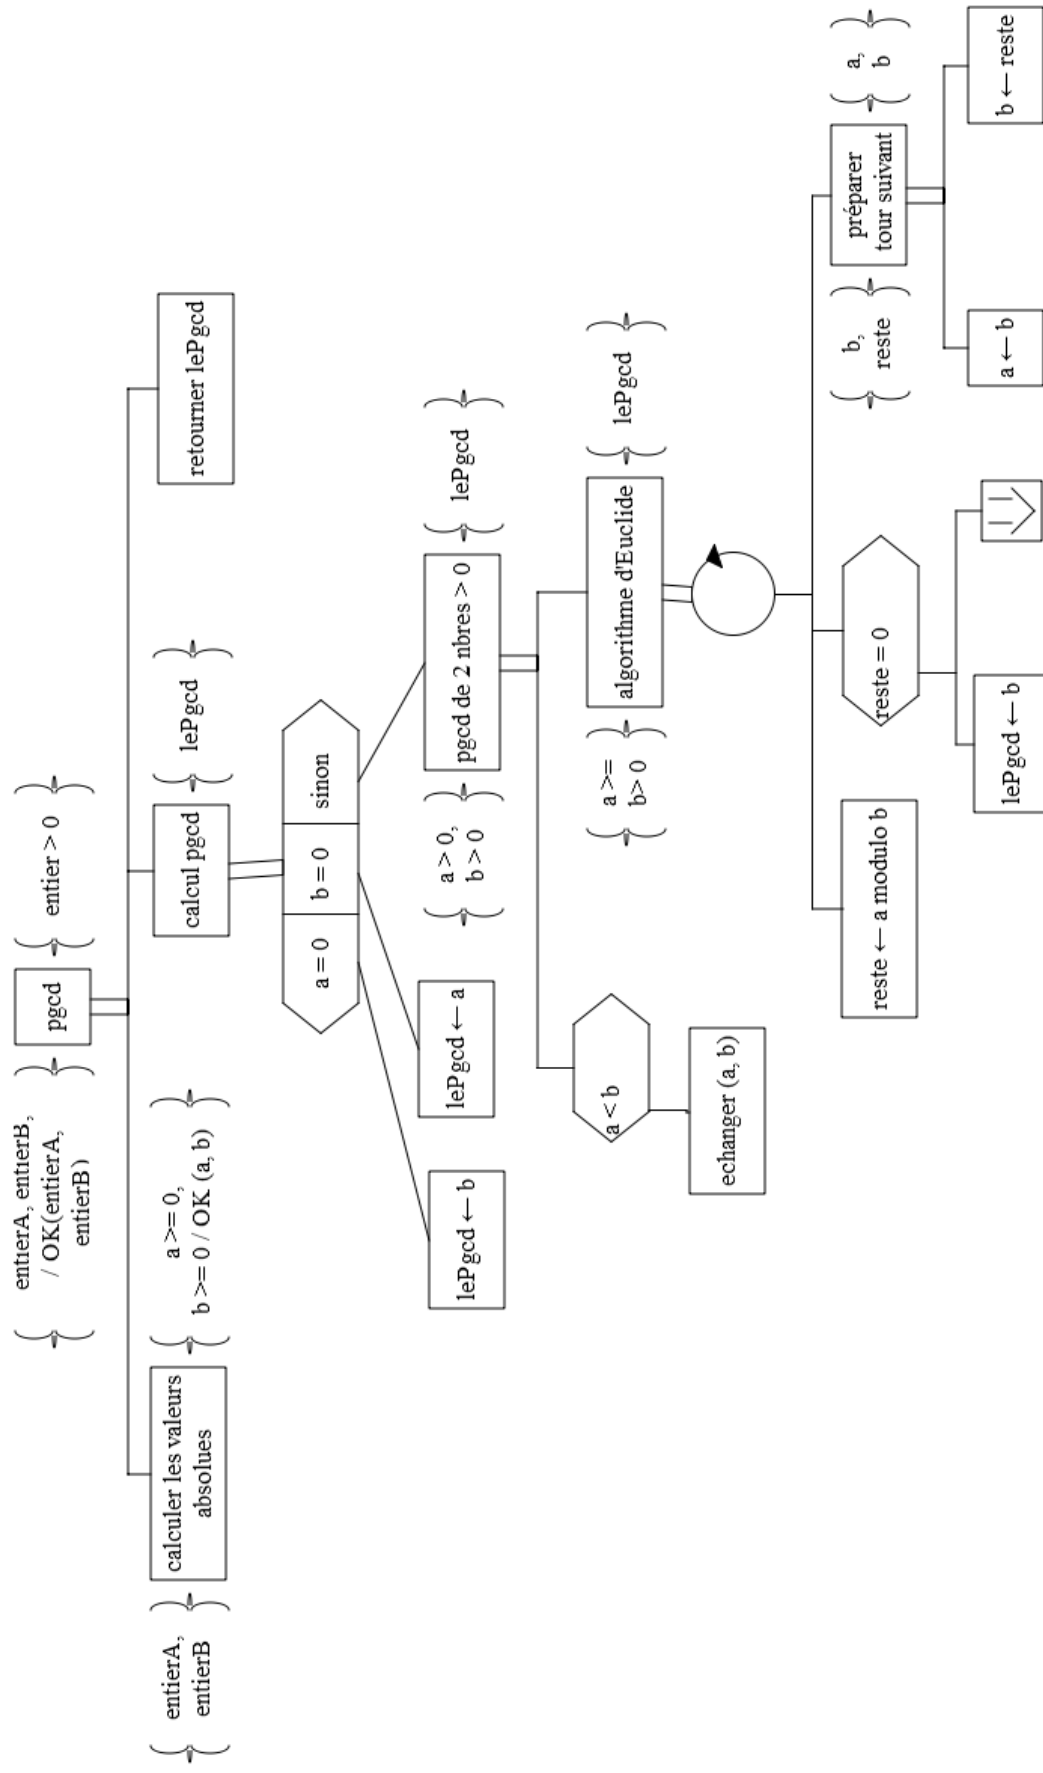 entierA, entierB,
/ OK(entierA,
entierB)
pgcd
entier > 0
entierA,
entierB
calculer les valeurs
absolues
a >= 0,
b >= 0 / OK (a, b)
calcul pgcd
lePgcd
retourner lePgcd
a = 0
b = 0
sinon
lePgcd ← b
lePgcd ← a
a > 0,
b > 0
pgcd de 2 nbres > 0
lePgcd
a < b
echanger (a, b)
a >=
b> 0
algorithme d'Euclide
lePgcd
reste ← a modulo b
reste = 0
lePgcd ← b
b,
reste
préparer
tour suivant
a,
b
a ← b
b ← reste